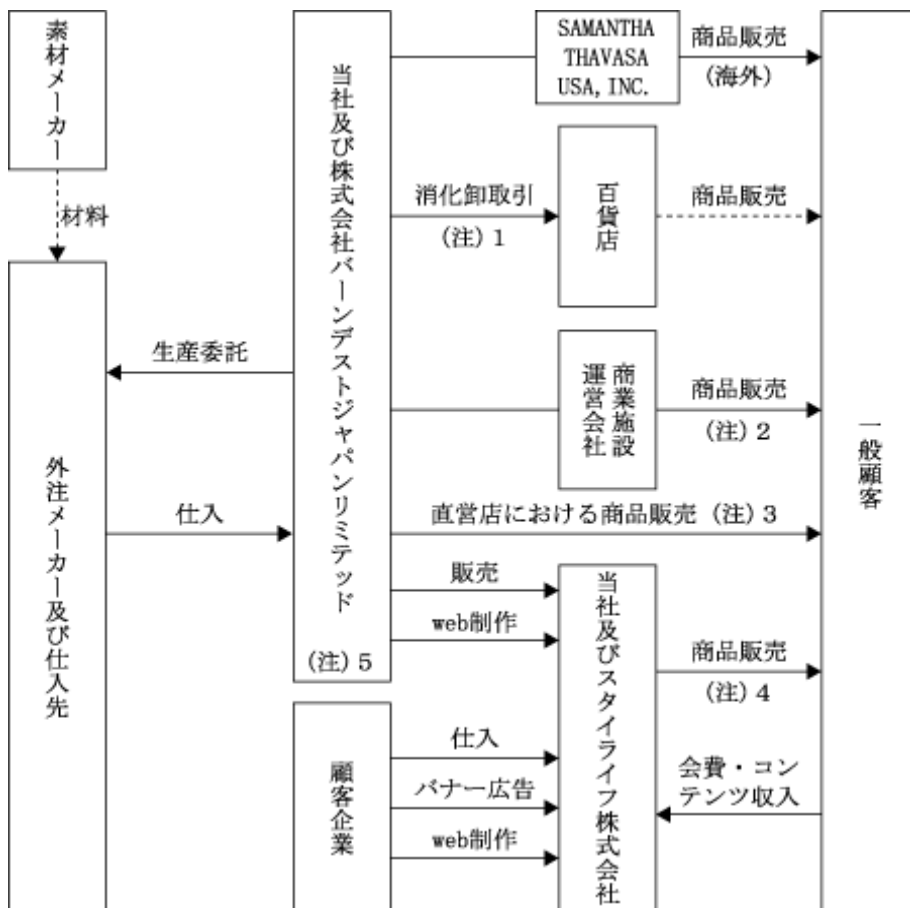 素材メーカー
材料
外注メーカー及び仕入先
生産委託
仕入
当社及び株式会社バーンデストジャパンリミテッド
(注) 5
顧客企業
SAMANTHA
THAVASA
USA, INC.
商品販売
(海外)
消化卸取引
(注) 1
百貨店
商品販売
商業施設
運営会社
商品販売
(注) 2
直営店における商品販売 (注) 3
販売
web制作
当社及びスタイライフ株式会社
商品販売
(注) 4
仕入
バナー広告
web制作
会費・コン
テンツ収入
一般顧客